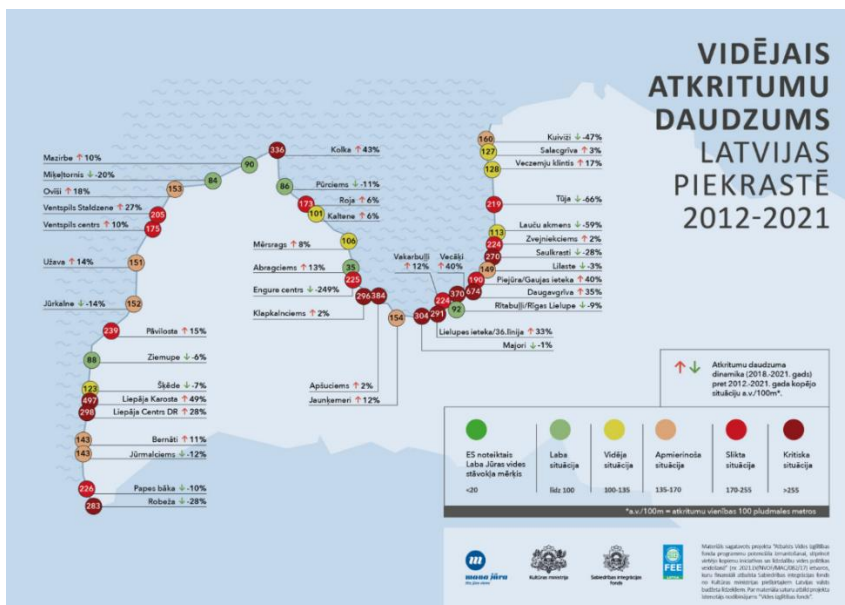 VIDĒJAIS
ATKRITUMU
DAUDZUMS
LATVIJAS
PIEKRASTĒ
2012-2021
Mazirbe ↑ 10%
90
Miķeļtornis ↓ -20%
84
Oviši ↑ 18%
153
Ventspils Staldzene ↑ 27%
205
Ventspils centrs ↑ 10%
175
Užava ↑ 14%
151
Jūrkalne ↓ -14%
152
239
Pāvilosta ↑ 15%
88
Ziemupe ↓ -6%
123
Šķēde ↓ -7%
497
Liepāja Karosta ↑ 49%
298
Liepāja Centrs DR ↑ 28%
143
Bernāti ↑ 11%
143
Jūrmalciems ↓ -12%
226
Papes bāka ↓ -10%
283
Robeža ↓ -28%
336
Kolka ↑ 43%
86
Pūrciems ↓ -11%
173
Roja ↑ 6%
101
Kaltene ↑ 6%
Mērsrags ↑ 8%
106
Abragciems ↑ 13%
35
Engure centrs ↓ -249%
225
Klapkalnciems ↑ 2%
296
384
Apšuciems ↑ 2%
Jaunķemeri ↑ 12%
154
304
291
224
370
674
92
190
Vakarbuļļi
↑ 12%
Vecāķi
↑ 40%
160
Kuiviži ↓ -47%
127
Salacgrīva ↑ 3%
128
Veczemju klintis ↑ 17%
219
Tūja ↓ -66%
113
Lauču akmens ↓ -59%
224
Zvejniekciems ↑ 2%
270
Saulkrasti ↓ -28%
149
Lilaste ↓ -3%
Piejūra/Gaujas ieteka ↑ 40%
Daugavgrīva ↑ 35%
Rītabuļļi/Rīgas Lielupe ↓ -9%
Lielupes ieteka/36.līnija ↑ 33%
Majori ↓ -1%
↑ ↓ Atkritumu daudzuma
dinamika (2018.-2021. gads)
pret 2012.-2021. gada kopējo
situāciju a.v./100m*.
ES noteiktais
Laba Jūras vides
stāvokļa mērķis
<20
Laba
situācija
līdz 100
Vidēja
situācija
100-135
Apmierinoša
situācija
135-170
Slikta
situācija
170-255
Kritiska
situācija
>255
*a.v./100m = atkritumu vienības 100 pludmales metros
m
mana jūra
Kultūras ministrija
Sabiedrības integrācijas
fonds
FEE